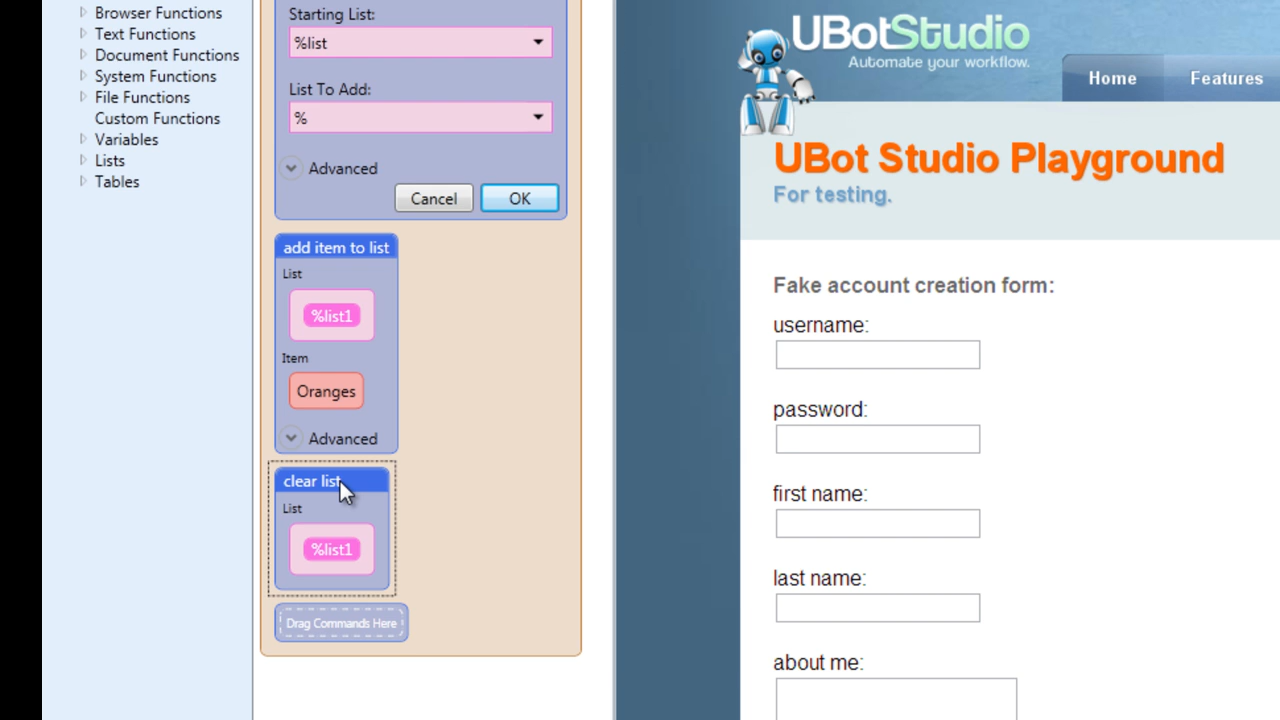 Browser Functions
Text Functions
Document Functions
System Functions
File Functions
Custom Functions
Variables
Lists
Tables
Starting List:
%list
List To Add:
%
Advanced
Cancel
OK
add item to list
List
%list1
Item
Oranges
Advanced
clear list
List
%list1
Drag Commands Here
UBotStudio
Automate your workflow.
Home
Features
UBot Studio Playground
For testing.
Fake account creation form:
username:
password:
first name:
last name:
about me: